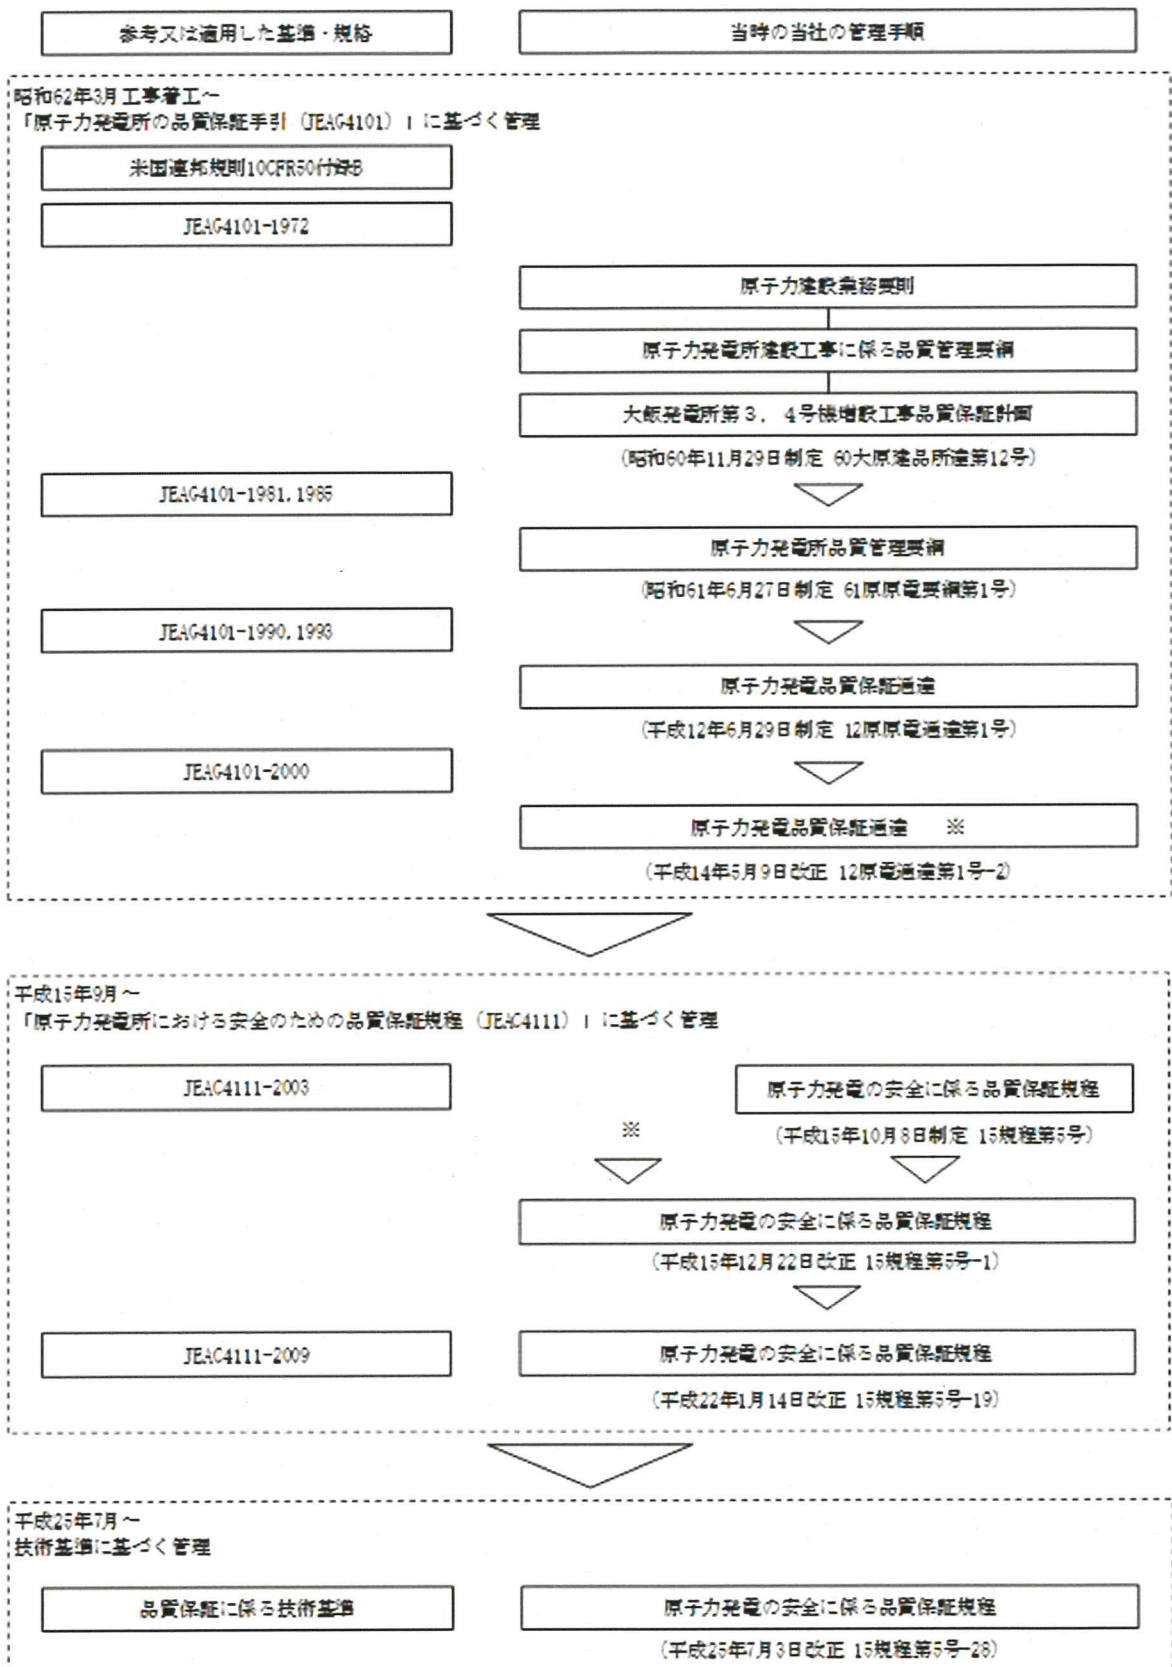 参考又は適用した基準・規格
当時の当社の管理手順
昭和62年3月工事着工～
「原子力発電所の品質保証手引（JEAG4101）」に基づく管理
米国連邦規則10CFR50付録B
JEAG4101-1972
原子力建設業務要則
原子力発電所建設工事に係る品質管理要綱
大飯発電所第3，4号機増設工事品質保証計画
（昭和60年11月29日制定 60大原建品所達第12号）
JEAG4101-1981,1985
原子力発電所品質管理要綱
（昭和61年6月27日制定 61原原電要綱第1号）
JEAG4101-1990,1993
原子力発電品質保証通達
（平成12年6月29日制定 12原原電通達第1号）
JEAG4101-2000
原子力発電品質保証通達 ※
（平成14年5月9日改正 12原電通達第1号-2）
平成15年9月～
「原子力発電所における安全のための品質保証規程（JEAC4111）」に基づく管理
JEAC4111-2003
原子力発電の安全に係る品質保証規程
（平成15年10月8日制定 15規程第5号）
※
原子力発電の安全に係る品質保証規程
（平成15年12月22日改正 15規程第5号-1）
JEAC4111-2009
原子力発電の安全に係る品質保証規程
（平成22年1月14日改正 15規程第5号-19）
平成25年7月～
技術基準に基づく管理
品質保証に係る技術基準
原子力発電の安全に係る品質保証規程
（平成25年7月3日改正 15規程第5号-28）